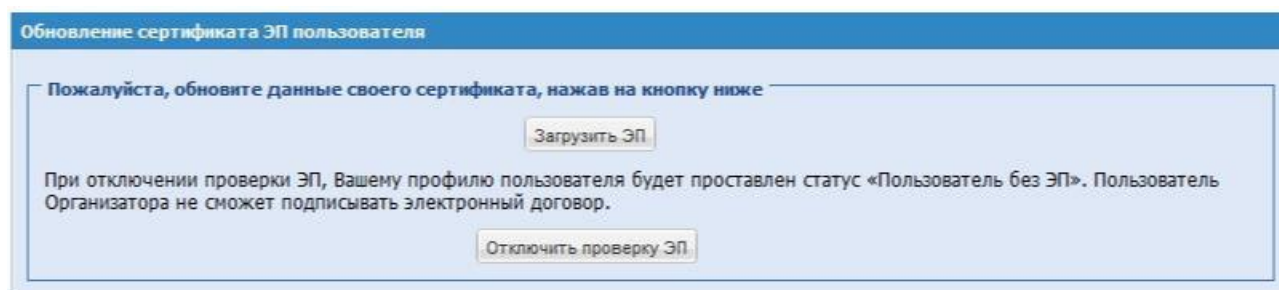 Обновление сертификата ЭП пользователя
Пожалуйста, обновите данные своего сертификата, нажав на кнопку ниже
Загрузить ЭП
При отключении проверки ЭП, Вашему профилю пользователя будет проставлен статус «Пользователь без ЭП». Пользователь
Организатора не сможет подписывать электронный договор.
Отключить проверку ЭП